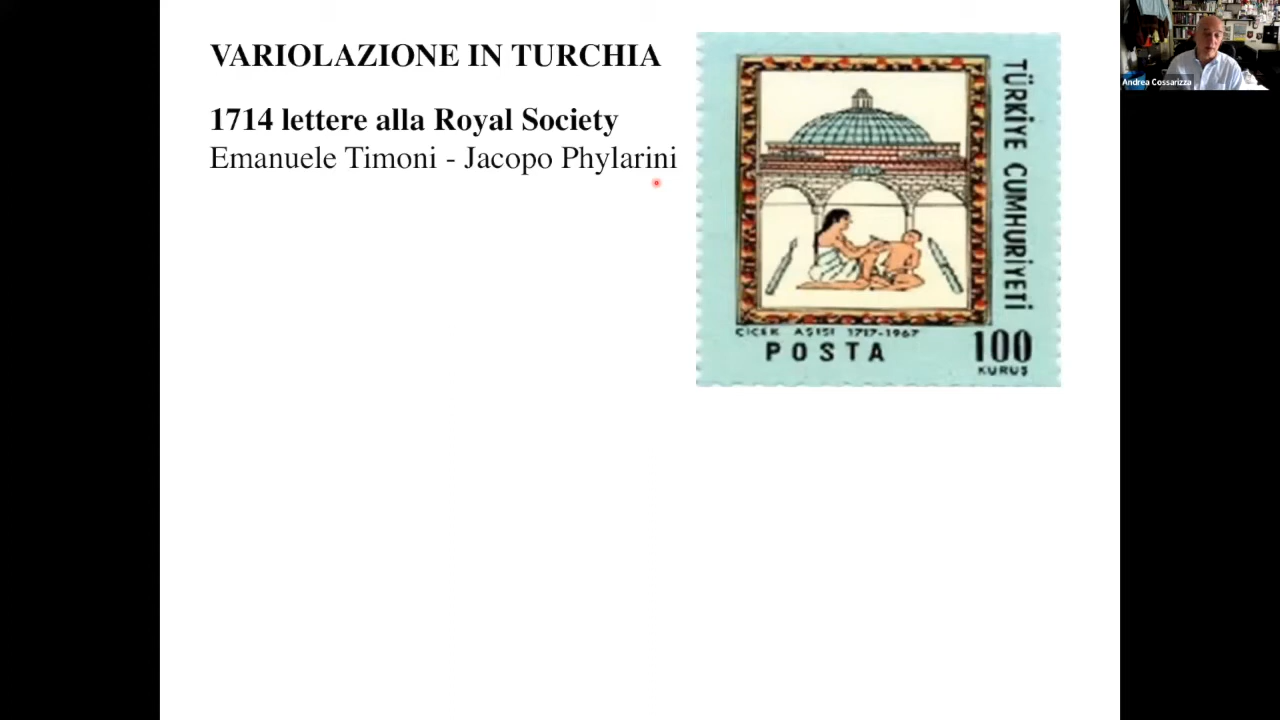 VARIOLAZIONE IN TURCHIA
1714 lettere alla Royal Society
Emanuele Timoni - Jacopo Phylarini
TÜRKİYE CUMHURİYETİ
ÇİÇEK AŞISI 1717-1967
POSTA
100
KURUŞ
Andrea Cossarizza